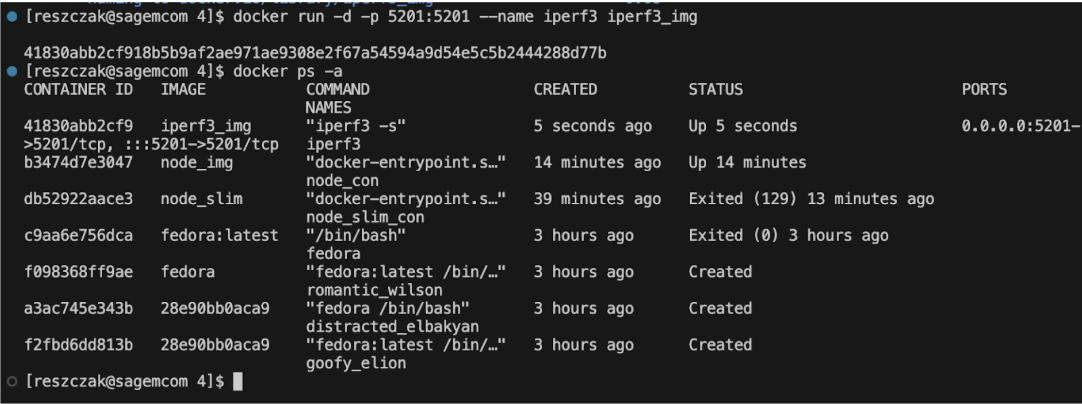 [reszczak@sagemcom 4]$ docker run -d -p 5201:5201 --name iperf3 iperf3_img
41830abb2cf918b5b9af2ae971ae9308e2f67a54594a9d54e5c5b2444288d77b
[reszczak@sagemcom 4]$ docker ps -a
CONTAINER ID   IMAGE           COMMAND                  CREATED          STATUS                        PORTS
NAMES
41830abb2cf9   iperf3_img      "iperf3 -s"              5 seconds ago    Up 5 seconds                  0.0.0.0:5201-
>5201/tcp, :::5201->5201/tcp   iperf3
b3474d7e3047   node_img        "docker-entrypoint.s…"   14 minutes ago   Up 14 minutes
node_con
db52922aace3   node_slim       "docker-entrypoint.s…"   39 minutes ago   Exited (129) 13 minutes ago
node_slim_con
c9aa6e756dca   fedora:latest   "/bin/bash"              3 hours ago      Exited (0) 3 hours ago
fedora
f098368ff9ae   fedora          "fedora:latest /bin/…"   3 hours ago      Created
romantic_wilson
a3ac745e343b   28e90bb0aca9    "fedora /bin/bash"       3 hours ago      Created
distracted_elbakyan
f2fbd6dd813b   28e90bb0aca9    "fedora:latest /bin/…"   3 hours ago      Created
goofy_elion
[reszczak@sagemcom 4]$